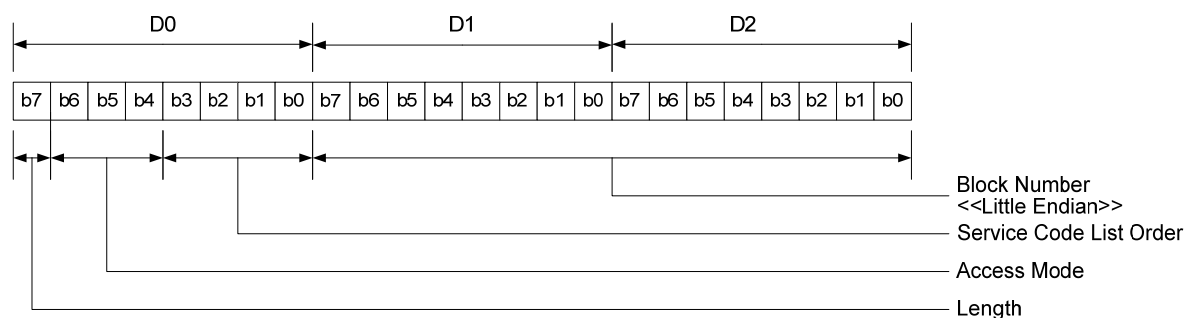 D0 D1 D2
b7 b6 b5 b4 b3 b2 b1 b0 b7 b6 b5 b4 b3 b2 b1 b0 b7 b6 b5 b4 b3 b2 b1 b0
Block Number
<<Little Endian>>
Service Code List Order
Access Mode
Length